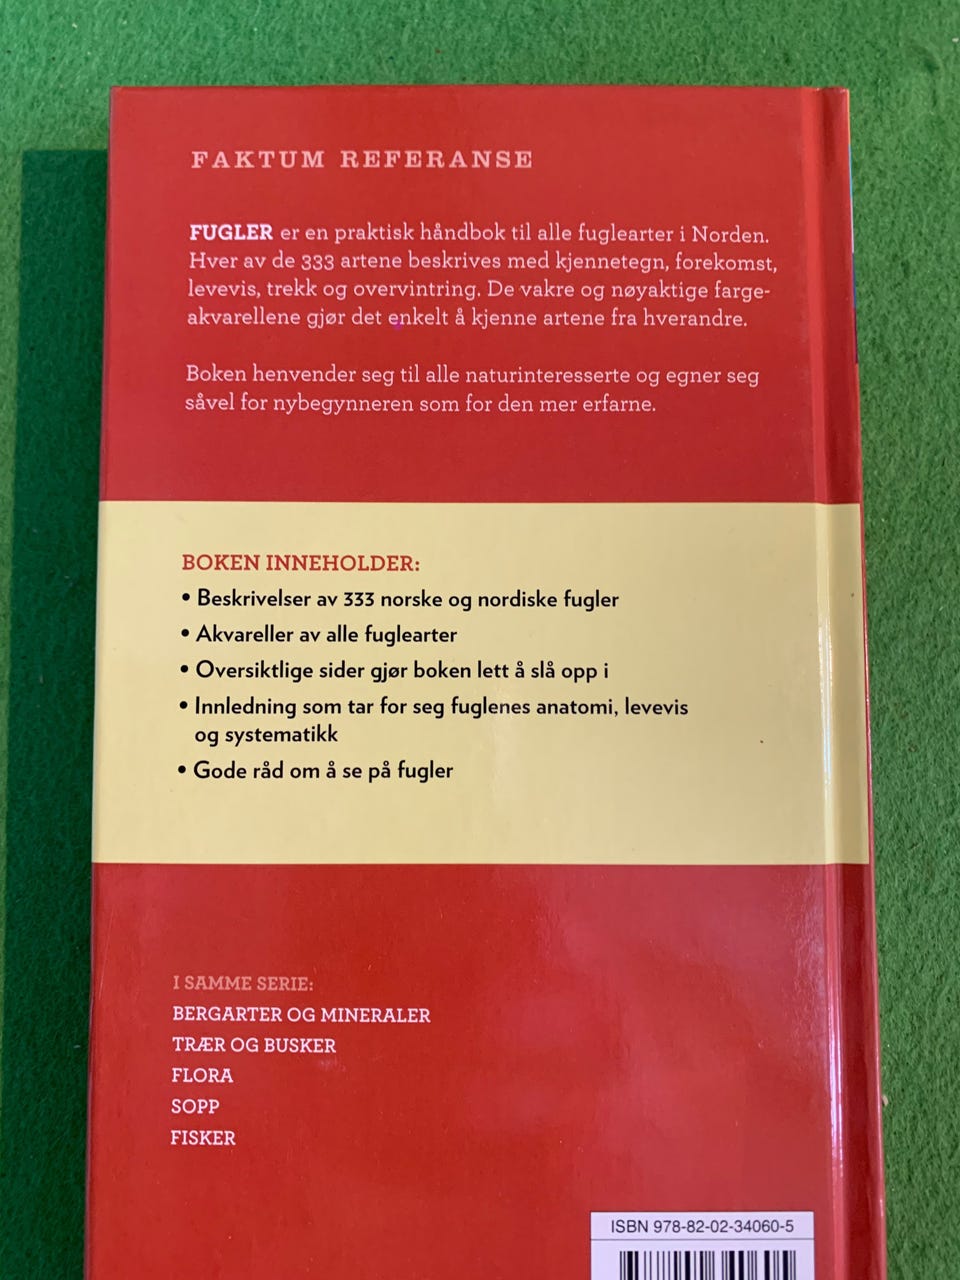 FAKTUM REFERANSE
FUGLER er en praktisk håndbok til alle fuglearter i Norden.
Hver av de 333 artene beskrives med kjennetegn, forekomst,
levevis, trekk og overvintring. De vakre og nøyaktige farge-
akvarellene gjør det enkelt å kjenne artene fra hverandre.
Boken henvender seg til alle naturinteresserte og egner seg
såvel for nybegynneren som for den mer erfarne.
BOKEN INNEHOLDER:
• Beskrivelser av 333 norske og nordiske fugler
• Akvareller av alle fuglearter
• Oversiktlige sider gjør boken lett å slå opp i
• Innledning som tar for seg fuglenes anatomi, levevis
og systematikk
• Gode råd om å se på fugler
I SAMME SERIE:
BERGARTER OG MINERALER
TRÆR OG BUSKER
FLORA
SOPP
FISKER
ISBN 978-82-02-34060-5